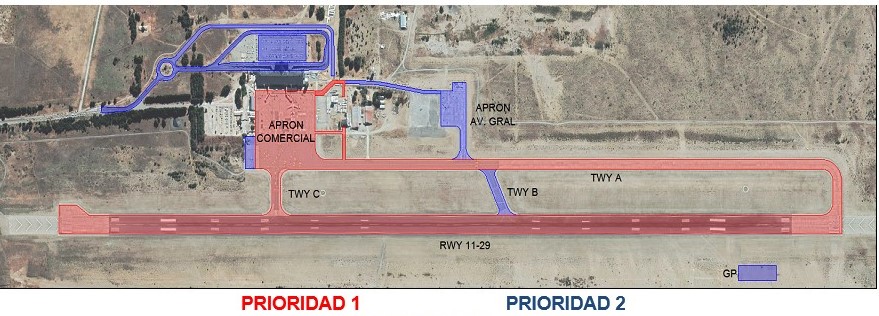 APRON
COMERCIAL
APRON
AV. GRAL
TWY A
TWY C
TWY B
RWY 11-29
GP
PRIORIDAD 1
PRIORIDAD 2